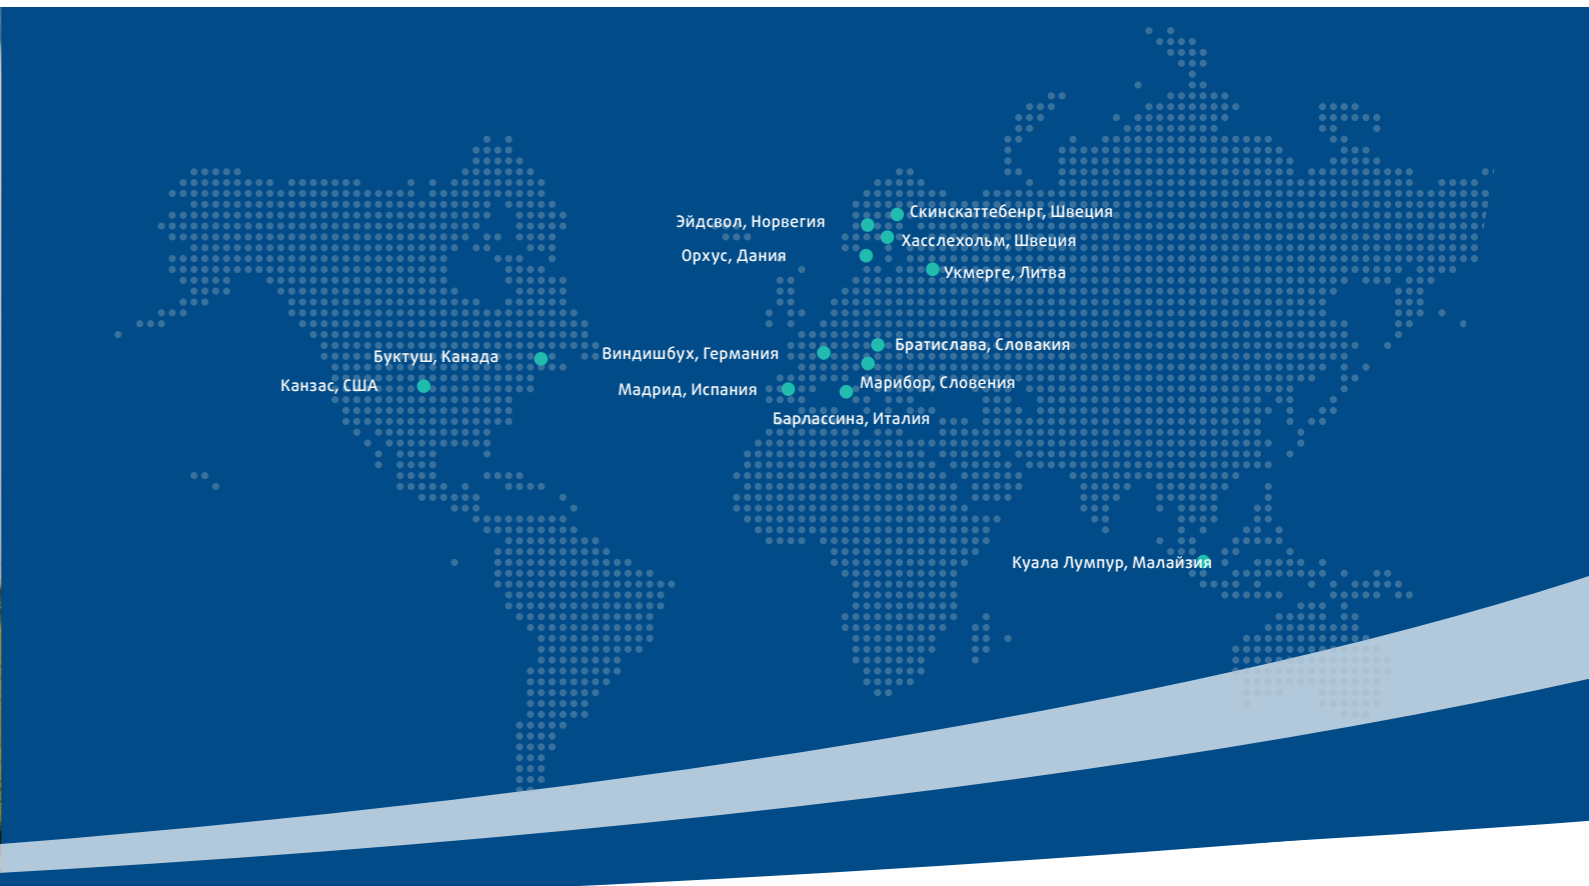 Скинскаттебенрг, Швеция
Эйдсвол, Норвегия
Хасслехольм, Швеция
Орхус, Дания
Укмерге, Литва
Братислава, Словакия
Виндишбух, Германия
Буктуш, Канада
Марибор, Словения
Канзас, США
Мадрид, Испания
Барлассина, Италия
Куала Лумпур, Малайзия